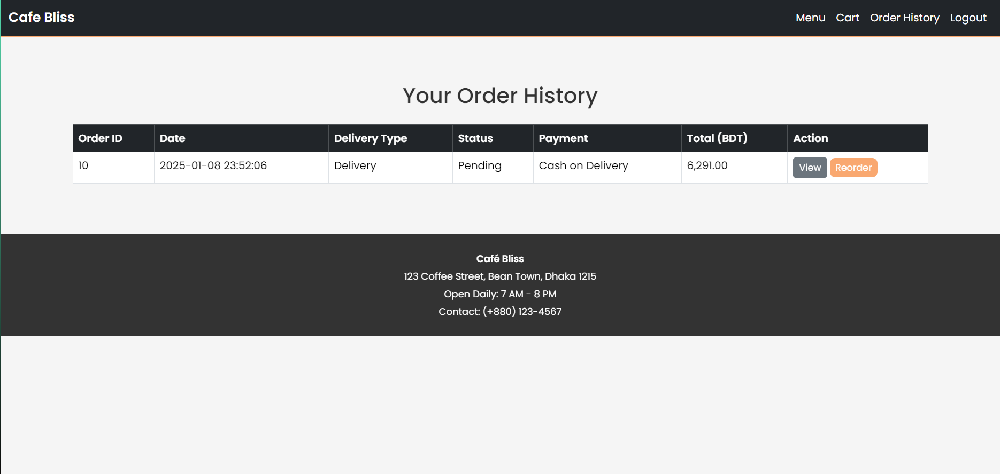 Cafe Bliss Menu Cart Order History Logout
Your Order History
Order ID Date Delivery Type Status Payment Total (BDT) Action
10 2025-01-08 23:52:06 Delivery Pending Cash on Delivery 6,291.00 View Reorder
Café Bliss
123 Coffee Street, Bean Town, Dhaka 1215
Open Daily: 7 AM - 8 PM
Contact: (+880) 123-4567